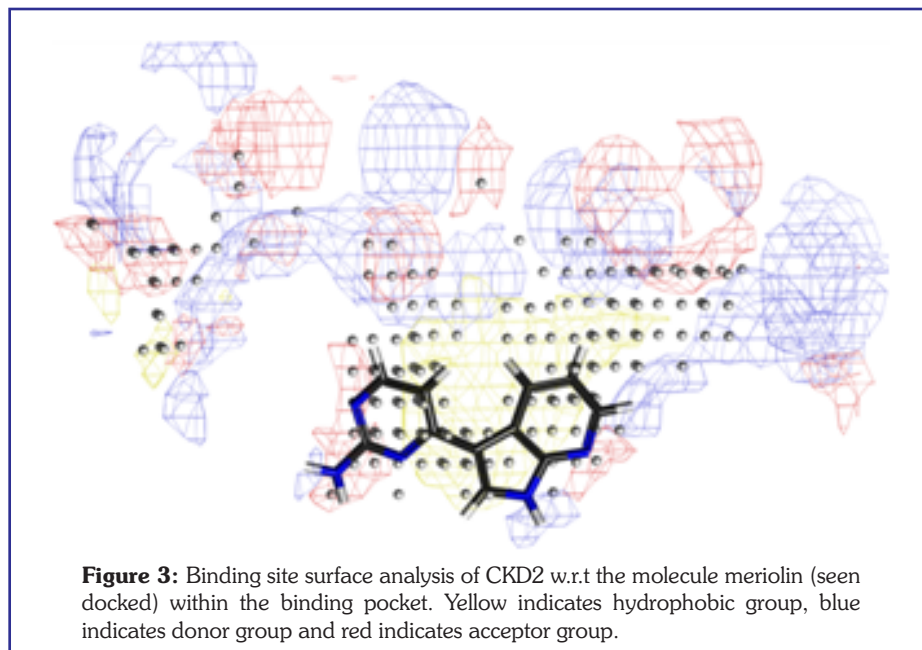 Figure 3: Binding site surface analysis of CKD2 w.r.t the molecule meriolin (seen
docked) within the binding pocket. Yellow indicates hydrophobic group, blue
indicates donor group and red indicates acceptor group.